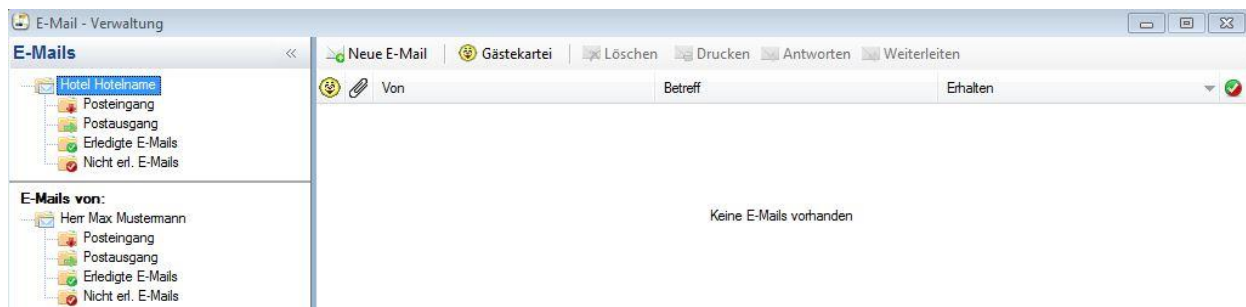 E-Mail - Verwaltung
E-Mails «
Neue E-Mail Gästekartei Löschen Drucken Antworten Weiterleiten
Von Betreff Erhalten
Hotel Hotelname
Posteingang
Postausgang
Erledigte E-Mails
Nicht erl. E-Mails
E-Mails von:
Herr Max Mustermann
Posteingang
Postausgang
Erledigte E-Mails
Nicht erl. E-Mails
Keine E-Mails vorhanden